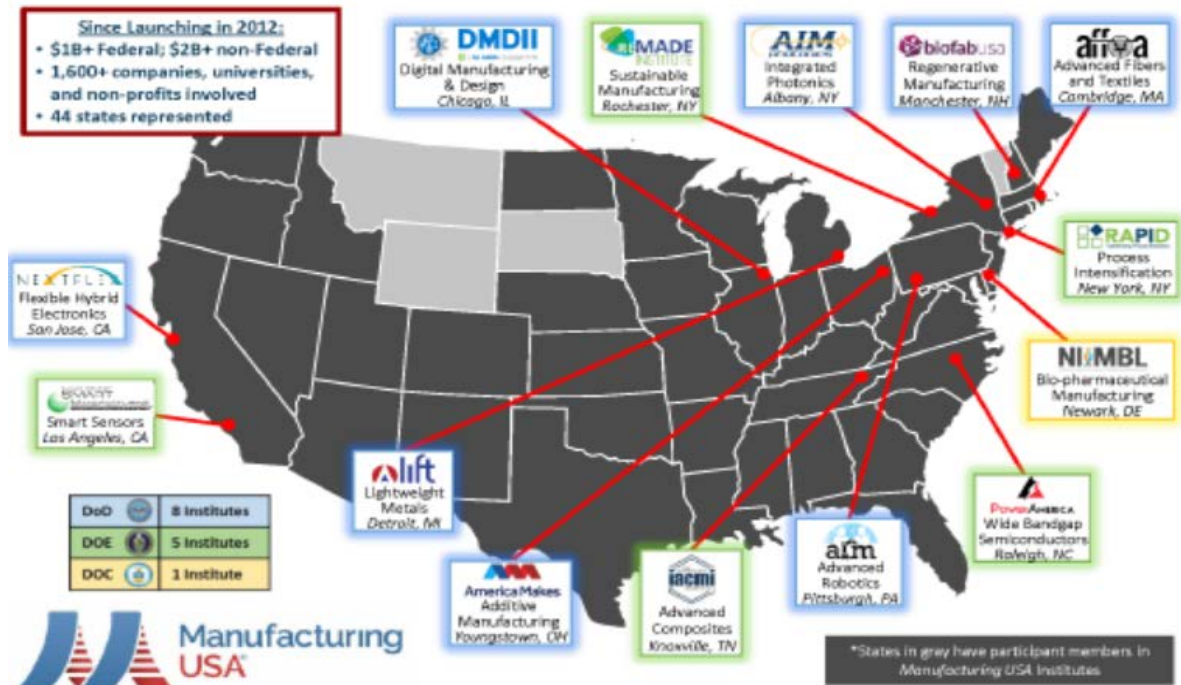 Since Launching in 2012:
• $1B+ Federal; $2B+ non-Federal
• 1,600+ companies, universities,
and non-profits involved
• 44 states represented
DMDII
Digital Manufacturing
& Design
Chicago, IL
REMADE
INSTITUTE
Sustainable
Manufacturing
Rochester, NY
AIM
PHOTONICS
Integrated
Photonics
Albany, NY
biofabusa
Regenerative
Manufacturing
Manchester, NH
affoa
Advanced Fibers
and Textiles
Cambridge, MA
RAPID
Process
Intensification
New York, NY
NEXTFLEX
Flexible Hybrid
Electronics
San Jose, CA
NIIMBL
Bio-pharmaceutical
Manufacturing
Newark, DE
Smart Sensors
Los Angeles, CA
lift
Lightweight
Metals
Detroit, MI
PowerAmerica
Wide Bandgap
Semiconductors
Raleigh, NC
DoD 8 Institutes
DOE 5 Institutes
DOC 1 Institute
America Makes
Additive
Manufacturing
Youngstown, OH
iacmi
Advanced
Composites
Knoxville, TN
arm
Advanced
Robotics
Pittsburgh, PA
Manufacturing
USA
*States in gray have participant members in
Manufacturing USA Institutes